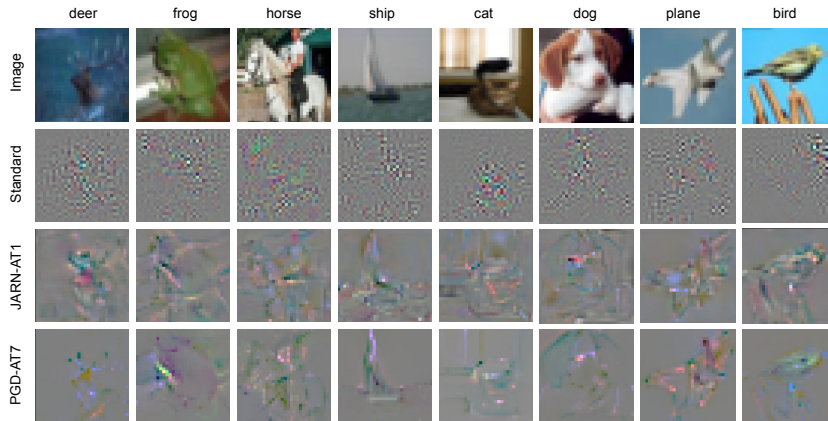 deer frog horse ship cat dog plane bird
Image
Standard
JARN-AT1
PGD-AT7